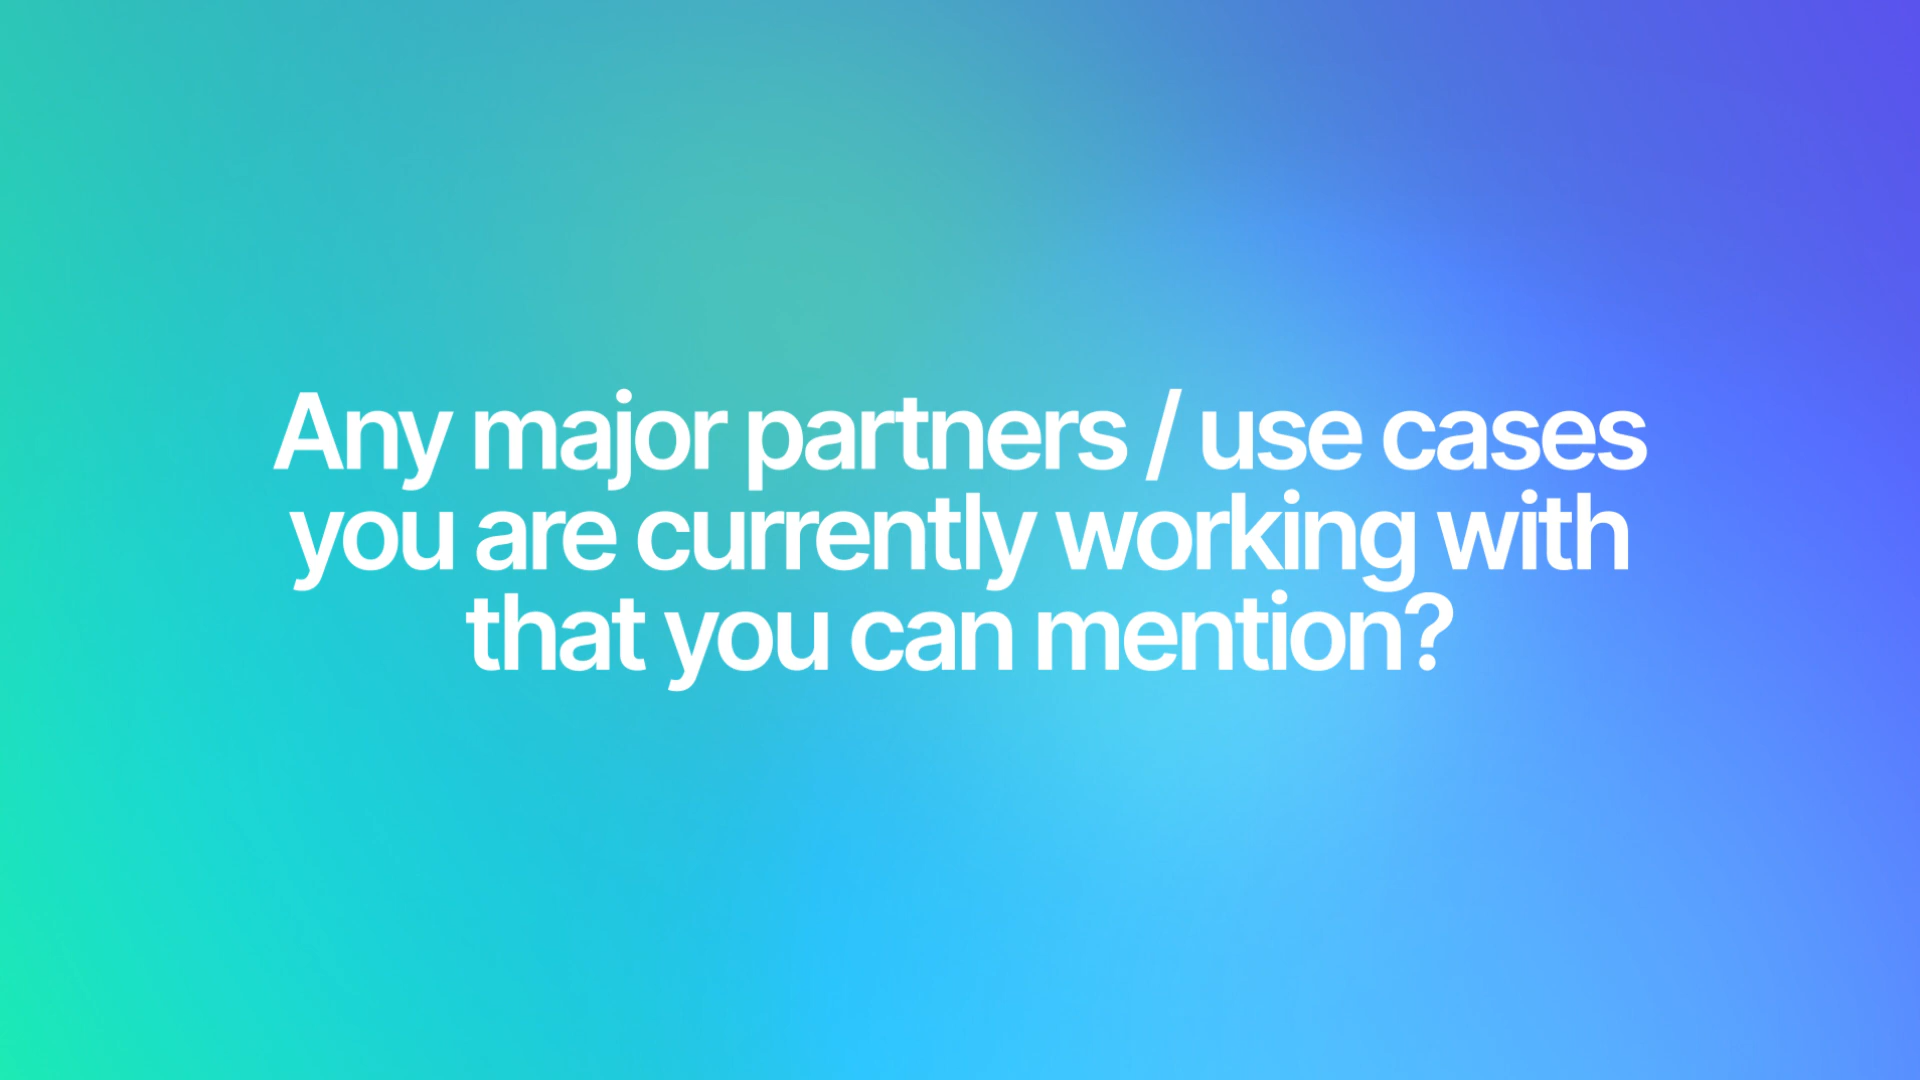 Any major partners / use cases
you are currently working with
that you can mention?